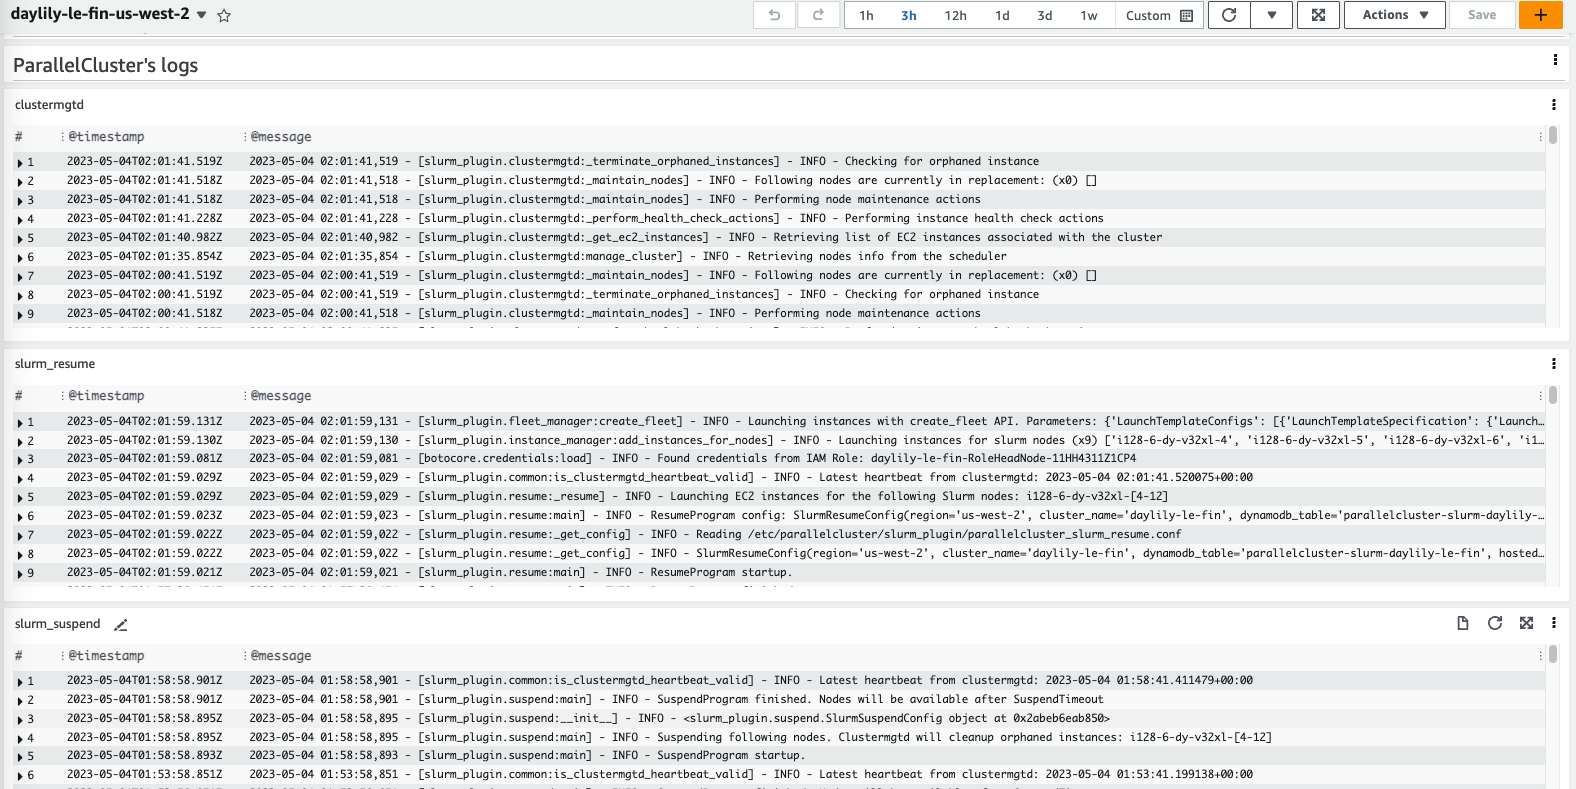 daylily-le-fin-us-west-2
1h 3h 12h 1d 3d 1w Custom Actions Save
ParallelCluster's logs
clustermgtd
# @timestamp @message
1 2023-05-04T02:01:41.519Z 2023-05-04 02:01:41,519 - [slurm_plugin.clustermgtd:_terminate_orphaned_instances] - INFO - Checking for orphaned instance
2 2023-05-04T02:01:41.518Z 2023-05-04 02:01:41,518 - [slurm_plugin.clustermgtd:_maintain_nodes] - INFO - Following nodes are currently in replacement: (x0) []
3 2023-05-04T02:01:41.518Z 2023-05-04 02:01:41,518 - [slurm_plugin.clustermgtd:_maintain_nodes] - INFO - Performing node maintenance actions
4 2023-05-04T02:01:41.228Z 2023-05-04 02:01:41,228 - [slurm_plugin.clustermgtd:_perform_health_check_actions] - INFO - Performing instance health check actions
5 2023-05-04T02:01:40.982Z 2023-05-04 02:01:40,982 - [slurm_plugin.clustermgtd:_get_ec2_instances] - INFO - Retrieving list of EC2 instances associated with the cluster
6 2023-05-04T02:01:35.854Z 2023-05-04 02:01:35,854 - [slurm_plugin.clustermgtd:manage_cluster] - INFO - Retrieving nodes info from the scheduler
7 2023-05-04T02:00:41.519Z 2023-05-04 02:00:41,519 - [slurm_plugin.clustermgtd:_maintain_nodes] - INFO - Following nodes are currently in replacement: (x0) []
8 2023-05-04T02:00:41.519Z 2023-05-04 02:00:41,519 - [slurm_plugin.clustermgtd:_terminate_orphaned_instances] - INFO - Checking for orphaned instance
9 2023-05-04T02:00:41.518Z 2023-05-04 02:00:41,518 - [slurm_plugin.clustermgtd:_maintain_nodes] - INFO - Performing node maintenance actions
slurm_resume
# @timestamp @message
1 2023-05-04T02:01:59.131Z 2023-05-04 02:01:59,131 - [slurm_plugin.fleet_manager:create_fleet] - INFO - Launching instances with create_fleet API. Parameters: {'LaunchTemplateConfigs': [{'LaunchTemplateSpecification': {'Launch...
2 2023-05-04T02:01:59.130Z 2023-05-04 02:01:59,130 - [slurm_plugin.instance_manager:add_instances_for_nodes] - INFO - Launching instances for slurm nodes (x9) ['i128-6-dy-v32xl-4', 'i128-6-dy-v32xl-5', 'i128-6-dy-v32xl-6', 'i1...
3 2023-05-04T02:01:59.081Z 2023-05-04 02:01:59,081 - [botocore.credentials:load] - INFO - Found credentials from IAM Role: daylily-le-fin-RoleHeadNode-11HH4311Z1CP4
4 2023-05-04T02:01:59.029Z 2023-05-04 02:01:59,029 - [slurm_plugin.common:is_clustermgtd_heartbeat_valid] - INFO - Latest heartbeat from clustermgtd: 2023-05-04 02:01:41.520075+00:00
5 2023-05-04T02:01:59.029Z 2023-05-04 02:01:59,029 - [slurm_plugin.resume:_resume] - INFO - Launching EC2 instances for the following Slurm nodes: i128-6-dy-v32xl-[4-12]
6 2023-05-04T02:01:59.023Z 2023-05-04 02:01:59,023 - [slurm_plugin.resume:main] - INFO - ResumeProgram config: SlurmResumeConfig(region='us-west-2', cluster_name='daylily-le-fin', dynamodb_table='parallelcluster-slurm-daylily-...
7 2023-05-04T02:01:59.022Z 2023-05-04 02:01:59,022 - [slurm_plugin.resume:_get_config] - INFO - Reading /etc/parallelcluster/slurm_plugin/parallelcluster_slurm_resume.conf
8 2023-05-04T02:01:59.022Z 2023-05-04 02:01:59,022 - [slurm_plugin.resume:_get_config] - INFO - SlurmResumeConfig(region='us-west-2', cluster_name='daylily-le-fin', dynamodb_table='parallelcluster-slurm-daylily-le-fin', hosted...
9 2023-05-04T02:01:59.021Z 2023-05-04 02:01:59,021 - [slurm_plugin.resume:main] - INFO - ResumeProgram startup.
slurm_suspend
# @timestamp @message
1 2023-05-04T01:58:58.901Z 2023-05-04 01:58:58,901 - [slurm_plugin.common:is_clustermgtd_heartbeat_valid] - INFO - Latest heartbeat from clustermgtd: 2023-05-04 01:58:41.411479+00:00
2 2023-05-04T01:58:58.901Z 2023-05-04 01:58:58,901 - [slurm_plugin.suspend:main] - INFO - SuspendProgram finished. Nodes will be available after SuspendTimeout
3 2023-05-04T01:58:58.895Z 2023-05-04 01:58:58,895 - [slurm_plugin.suspend:__init__] - INFO - <slurm_plugin.suspend.SlurmSuspendConfig object at 0x2abeb6eab850>
4 2023-05-04T01:58:58.895Z 2023-05-04 01:58:58,895 - [slurm_plugin.suspend:main] - INFO - Suspending following nodes. Clustermgtd will cleanup orphaned instances: i128-6-dy-v32xl-[4-12]
5 2023-05-04T01:58:58.893Z 2023-05-04 01:58:58,893 - [slurm_plugin.suspend:main] - INFO - SuspendProgram startup.
6 2023-05-04T01:53:58.851Z 2023-05-04 01:53:58,851 - [slurm_plugin.common:is_clustermgtd_heartbeat_valid] - INFO - Latest heartbeat from clustermgtd: 2023-05-04 01:53:41.199138+00:00